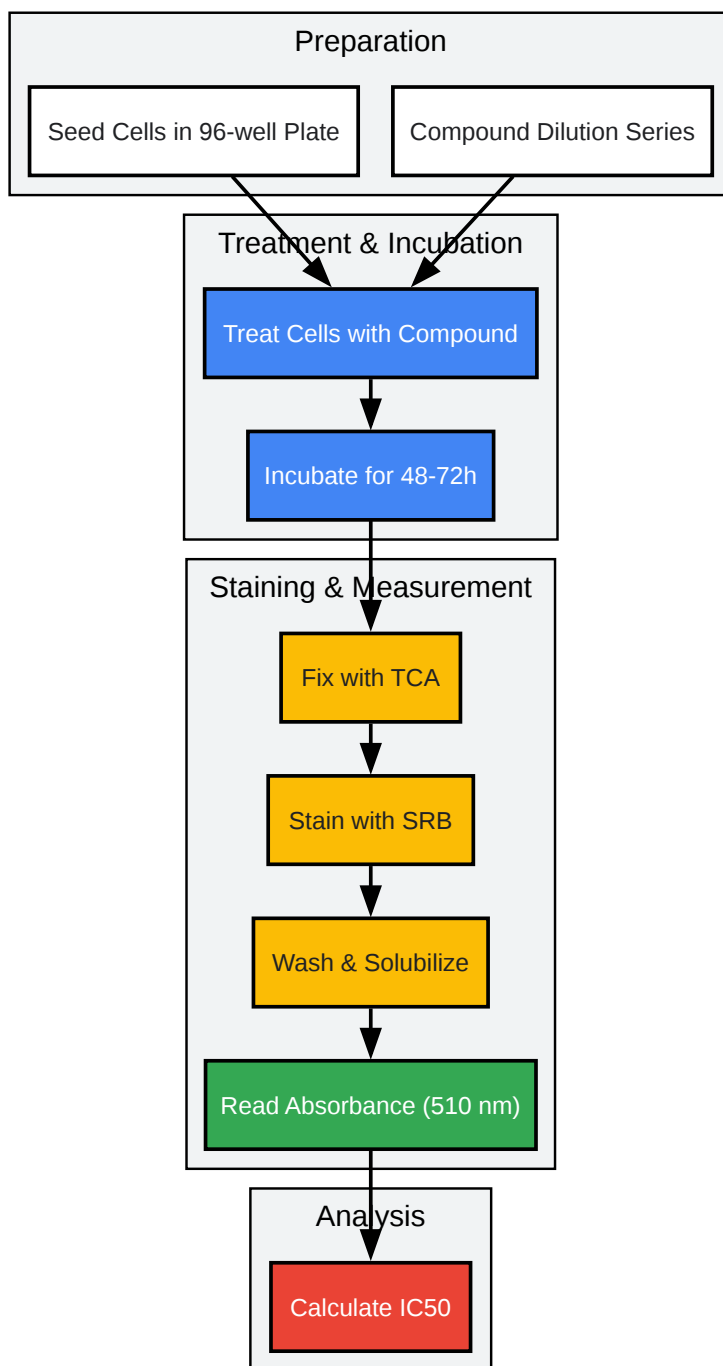 Preparation
Seed Cells in 96-well Plate
Compound Dilution Series
Treatment & Incubation
Treat Cells with Compound
Incubate for 48-72h
Staining & Measurement
Fix with TCA
Stain with SRB
Wash & Solubilize
Read Absorbance (510 nm)
Analysis
Calculate IC50